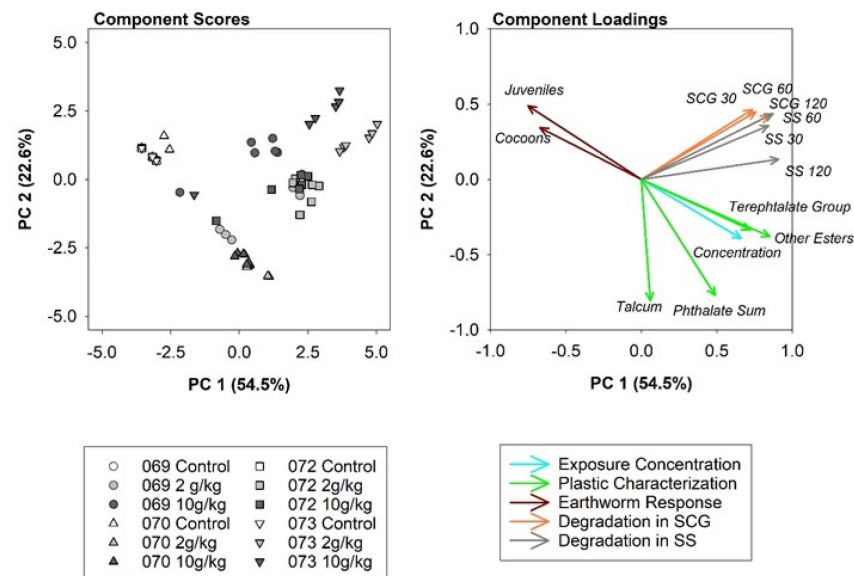 Component Scores
Component Loadings
5.0
2.5
0.0
-2.5
-5.0
PC 2 (22.6%)
-5.0 -2.5 0.0 2.5 5.0
PC 1 (54.5%)
1.0
0.5
0.0
-0.5
-1.0
PC 2 (22.6%)
Juveniles
Cocoons
SCG 60
SCG 30
SCG 120
SS 60
SS 30
SS 120
Terephtalate Group
Other Esters
Concentration
Talcum
Phthalate Sum
-1.0 -0.5 0.0 0.5 1.0
PC 1 (54.5%)
069 Control
069 2 g/kg
069 10g/kg
070 Control
070 2g/kg
070 10g/kg
072 Control
072 2g/kg
072 10g/kg
073 Control
073 2g/kg
073 10g/kg
Exposure Concentration
Plastic Characterization
Earthworm Response
Degradation in SCG
Degradation in SS